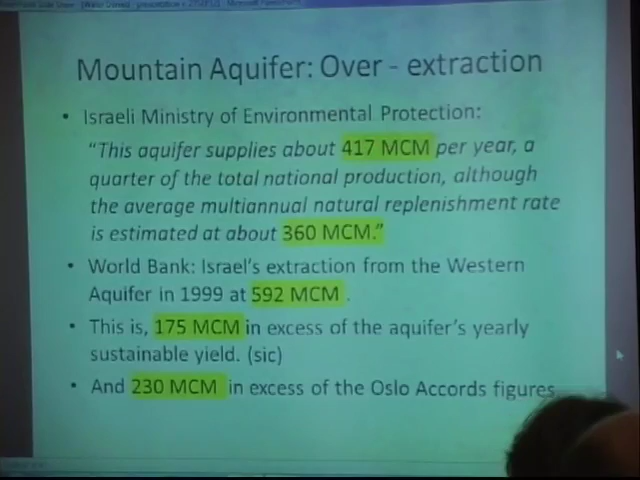 Mountain Aquifer: Over - extraction
• Israeli Ministry of Environmental Protection:
“This aquifer supplies about 417 MCM per year, a
quarter of the total national production, although
the average multiannual natural replenishment rate
is estimated at about 360 MCM.”
• World Bank: Israel’s extraction from the Western
Aquifer in 1999 at 592 MCM .
• This is, 175 MCM in excess of the aquifer’s yearly
sustainable yield. (sic)
• And 230 MCM in excess of the Oslo Accords figures